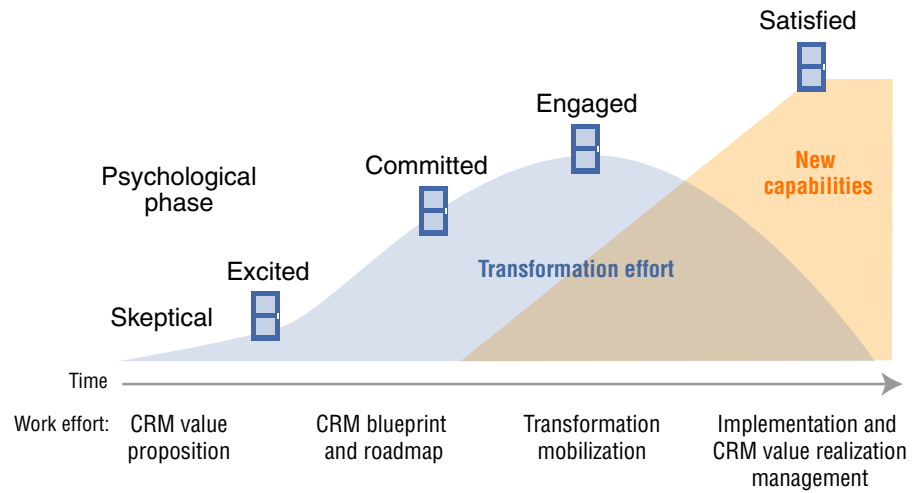 Satisfied
Engaged
New
capabilities
Committed
Psychological
phase
Transformation effort
Excited
Skeptical
Time
Work effort:
CRM value
proposition
CRM blueprint
and roadmap
Transformation
mobilization
Implementation and
CRM value realization
management